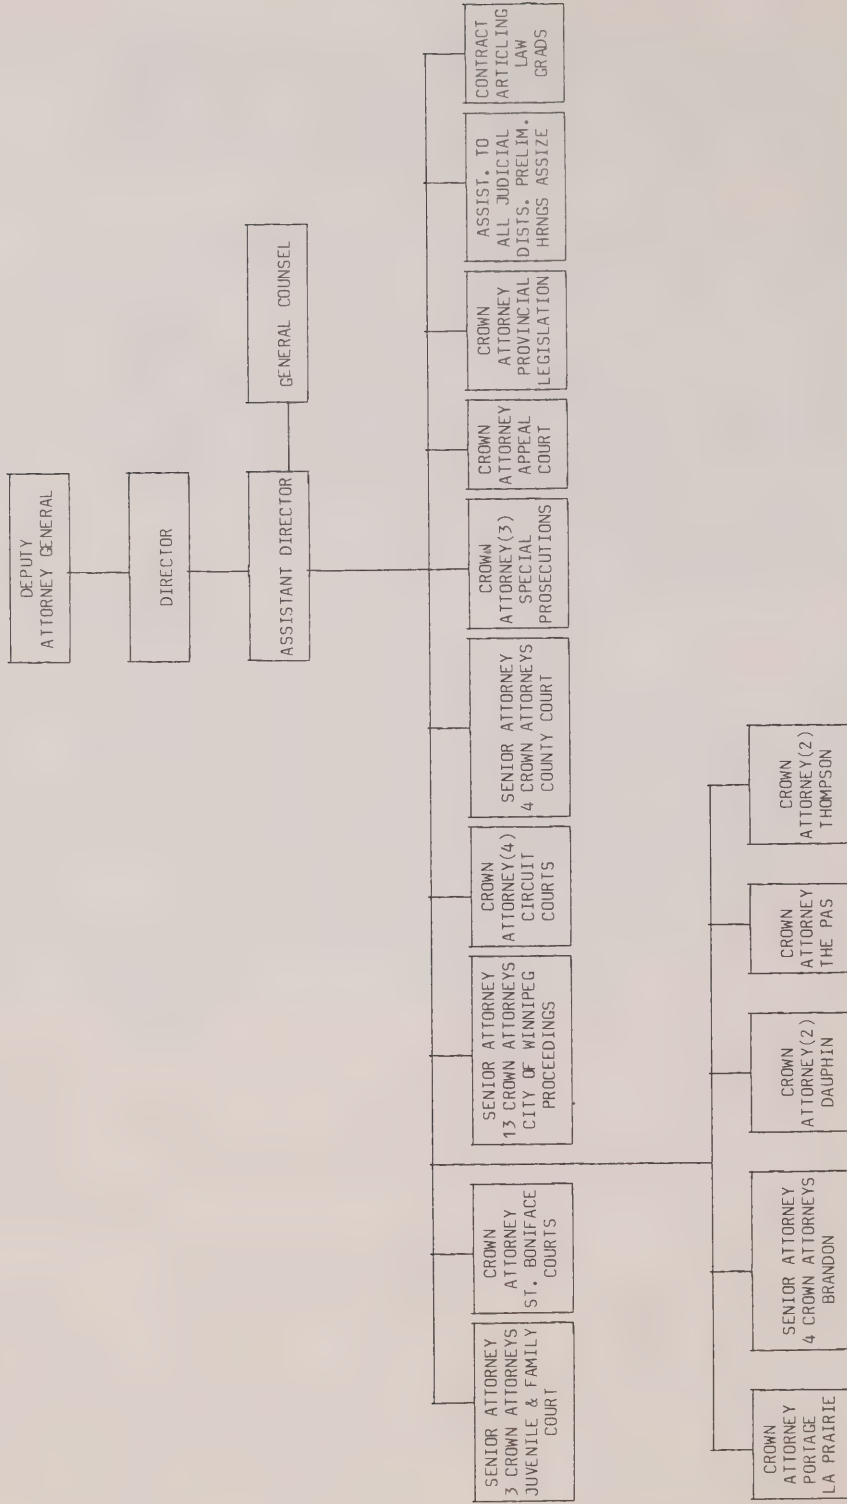 DEPUTY
ATTORNEY GENERAL
DIRECTOR
ASSISTANT DIRECTOR
GENERAL COUNSEL
SENIOR ATTORNEY
3 CROWN ATTORNEYS
JUVENILE & FAMILY
COURT
CROWN
ATTORNEY
ST. BONIFACE
COURTS
SENIOR ATTORNEY
13 CROWN ATTORNEYS
CITY OF WINNIPEG
PROCEEDINGS
CROWN
ATTORNEY(4)
CIRCUIT
COURTS
SENIOR ATTORNEY
4 CROWN ATTORNEYS
COUNTY COURT
CROWN
ATTORNEY(3)
SPECIAL
PROSECUTIONS
CROWN
ATTORNEY
APPEAL
COURT
CROWN
ATTORNEY
PROVINCIAL
LEGISLATION
ASSIST. TO
ALL JUDICIAL
DISTS. PRELIM.
HRNGS ASSIZE
CONTRACT
ARTICLING
LAW
GRADS
CROWN
ATTORNEY
PORTAGE
LA PRAIRIE
SENIOR ATTORNEY
4 CROWN ATTORNEYS
BRANDON
CROWN
ATTORNEY(2)
DAUPHIN
CROWN
ATTORNEY
THE PAS
CROWN
ATTORNEY(2)
THOMPSON